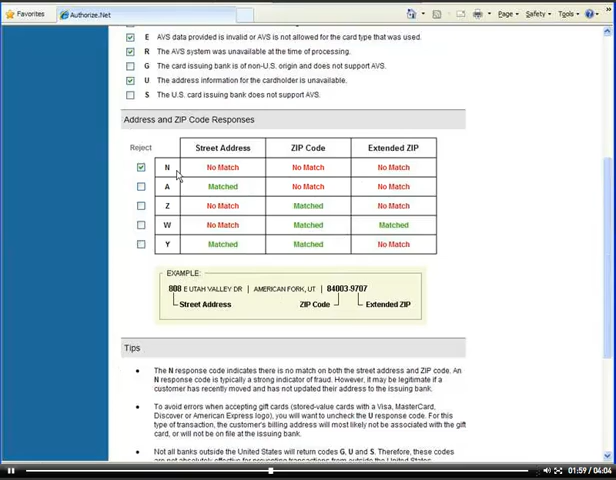 Favorites
Authorize.Net
Page
Safety
Tools
E AVS data provided is invalid or AVS is not allowed for the card type that was used.
R The AVS system was unavailable at the time of processing.
G The card issuing bank is of non-U.S. origin and does not support AVS.
U The address information for the cardholder is unavailable.
S The U.S. card issuing bank does not support AVS.
Address and ZIP Code Responses
Reject Street Address ZIP Code Extended ZIP
N No Match No Match No Match
A Matched No Match No Match
Z No Match Matched No Match
W No Match Matched Matched
Y Matched Matched No Match
EXAMPLE:
808 E UTAH VALLEY DR | AMERICAN FORK, UT | 84003-9707
Street Address ZIP Code Extended ZIP
Tips
The N response code indicates there is no match on both the street address and ZIP code. An
N response code is typically a strong indicator of fraud. However, it may be legitimate if a
customer has recently moved and has not updated their address to the issuing bank.
To avoid errors when accepting gift cards (stored-value cards with a Visa, MasterCard,
Discover or American Express logo), you will want to uncheck the U response code. For this
type of transaction, the customer's billing address will most likely not be associated with the gift
card, or will not be on file at the issuing bank.
Not all banks outside the United States will return codes G, U and S. Therefore, these codes
are not absolutely effective for preventing transactions from outside the United States
01:59 / 04:04